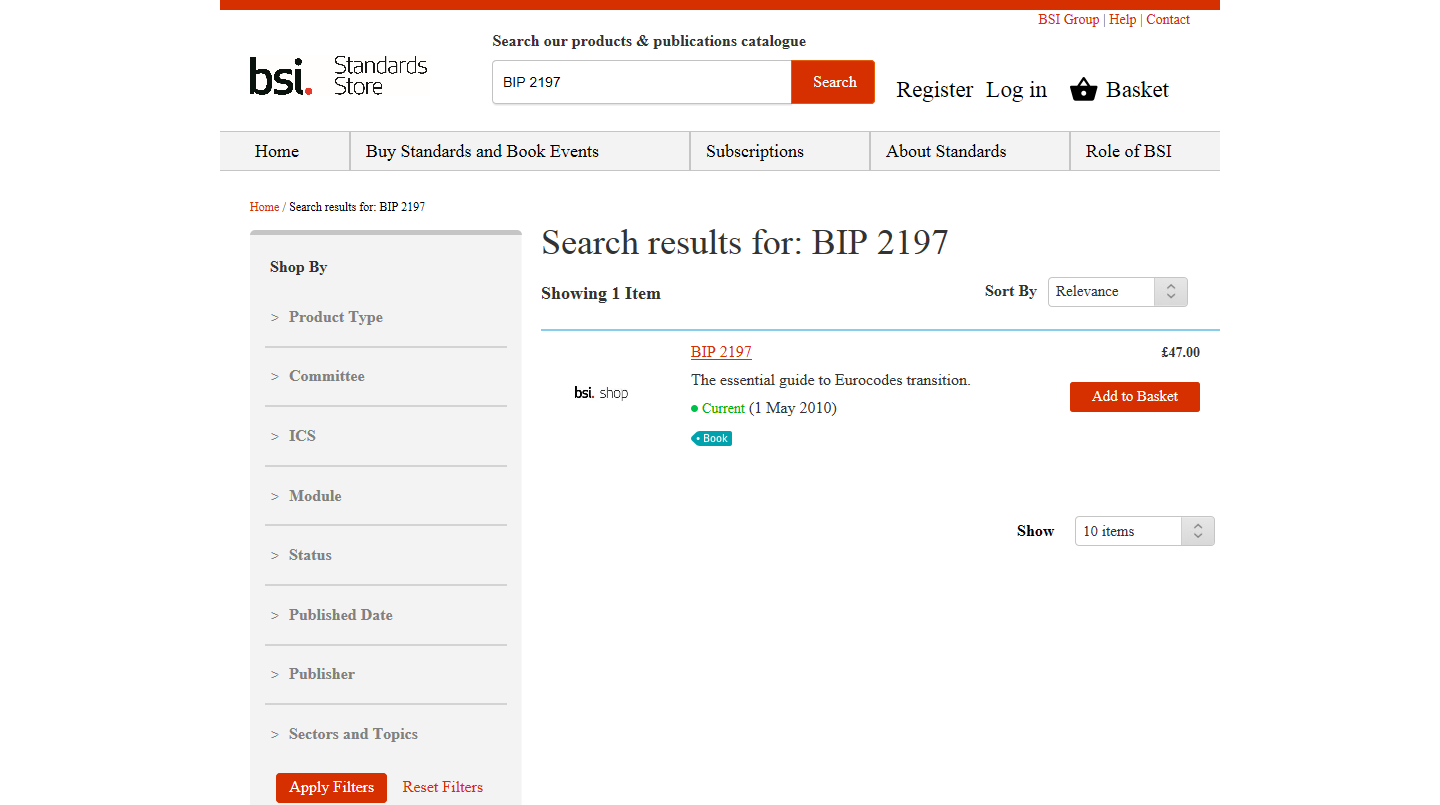 BSI Group | Help | Contact
Search our products & publications catalogue
bsi. Standards Store
BIP 2197
Search
Register
Log in
Basket
Home
Buy Standards and Book Events
Subscriptions
About Standards
Role of BSI
Home / Search results for: BIP 2197
Shop By
> Product Type
> Committee
> ICS
> Module
> Status
> Published Date
> Publisher
> Sectors and Topics
Apply Filters
Reset Filters
Search results for: BIP 2197
Showing 1 Item
Sort By
Relevance
bsi. shop
BIP 2197
£47.00
The essential guide to Eurocodes transition.
Add to Basket
Current (1 May 2010)
Book
Show
10 items